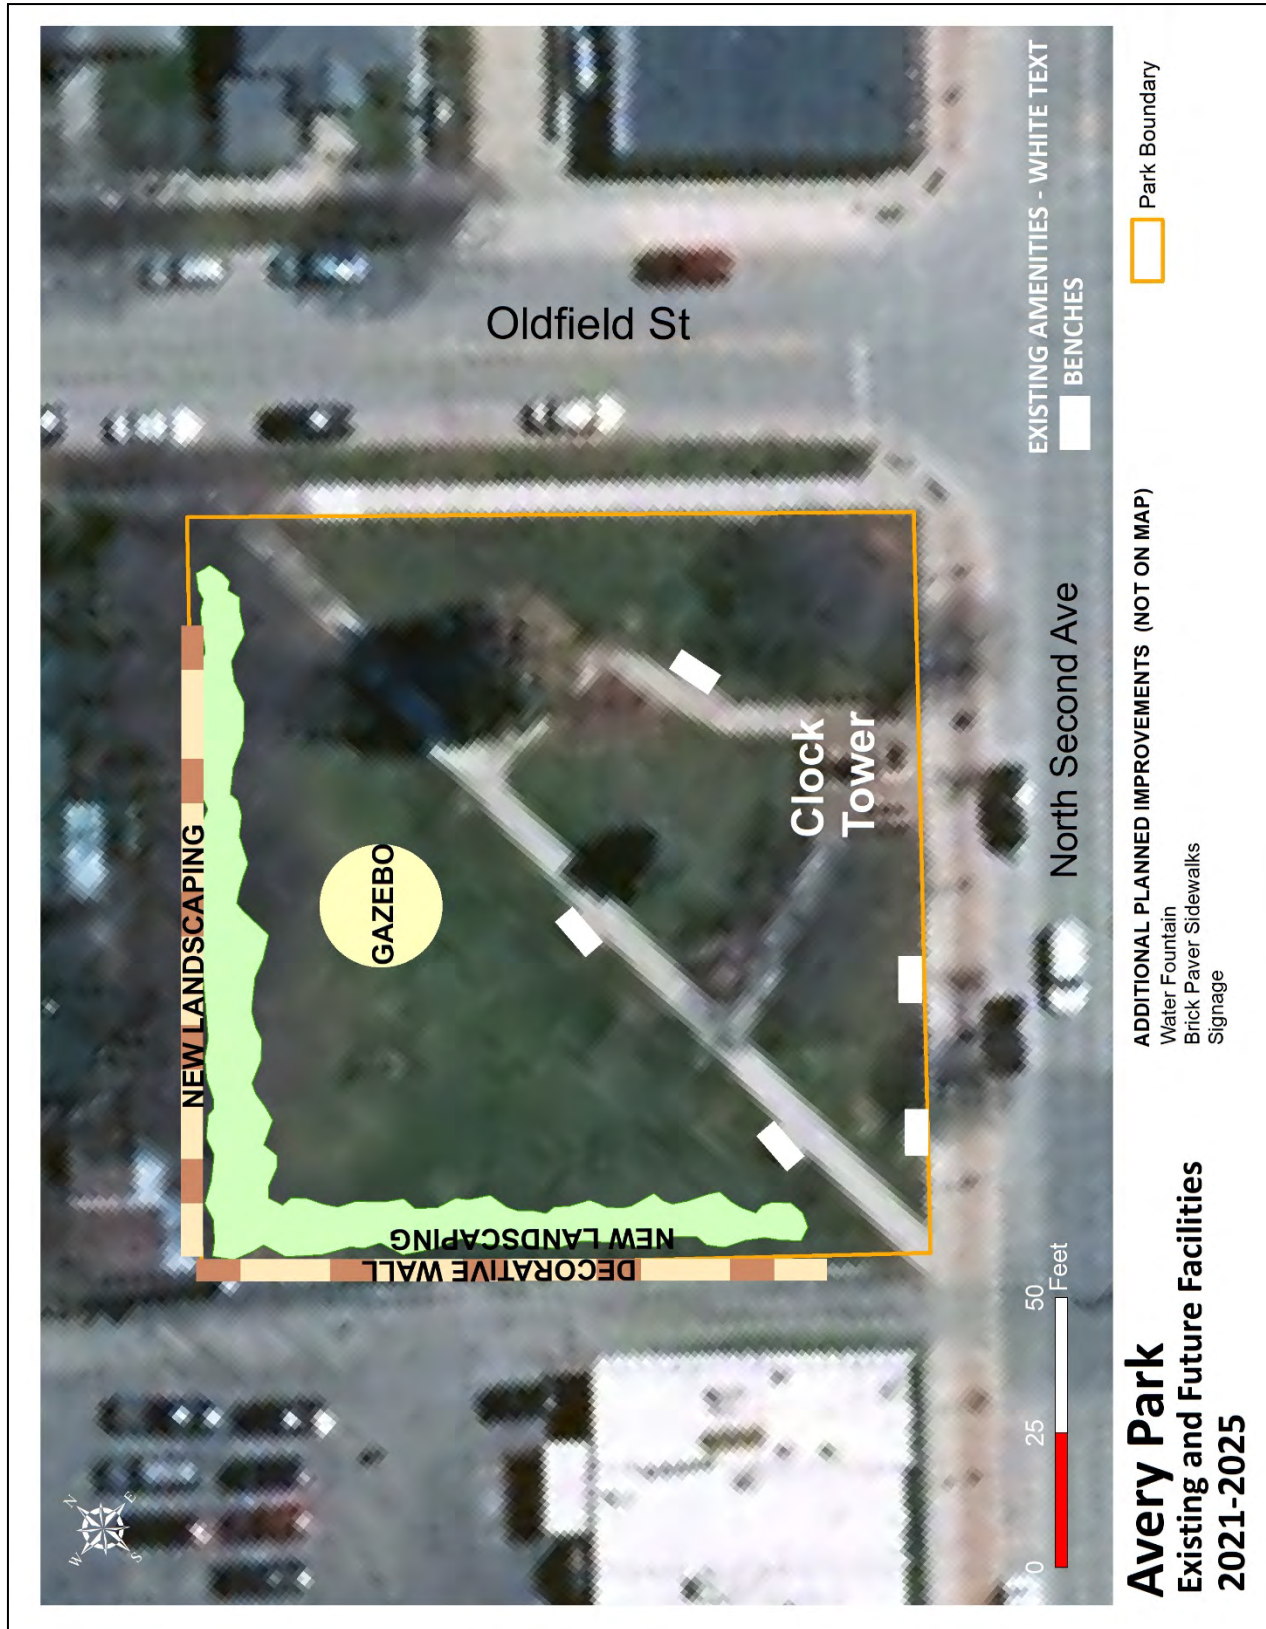 NEW LANDSCAPING
GAZEBO
NEW LANDSCAPING
DECORATIVE WALL
Oldfield St
Clock
Tower
North Second Ave
EXISTING AMENITIES - WHITE TEXT
BENCHES
N
E
S
W
0 25 50
Feet
Avery Park
Existing and Future Facilities
2021-2025
ADDITIONAL PLANNED IMPROVEMENTS (NOT ON MAP)
Water Fountain
Brick Paver Sidewalks
Signage
Park Boundary